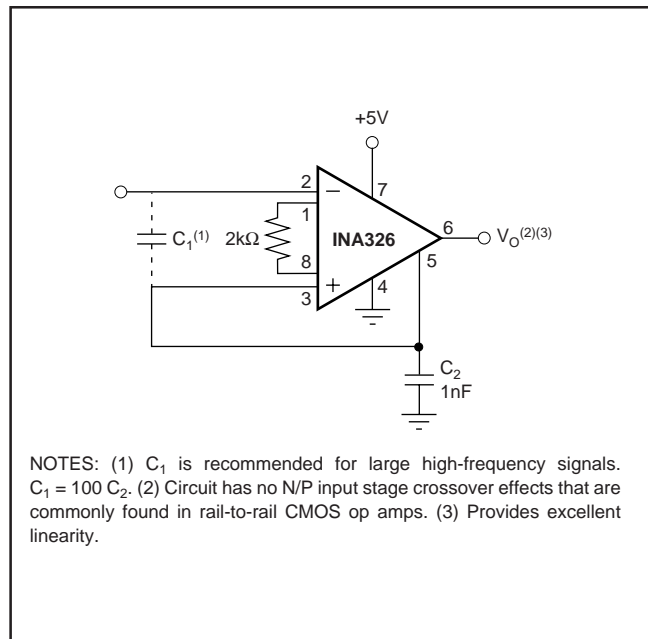 +5V
2
−
7
1
C₁⁽¹⁾
2kΩ
INA326
6
V_O⁽²⁾⁽³⁾
5
8
+
4
3
C₂
1nF
NOTES: (1) C₁ is recommended for large high-frequency signals.
C₁ = 100 C₂. (2) Circuit has no N/P input stage crossover effects that are
commonly found in rail-to-rail CMOS op amps. (3) Provides excellent
linearity.